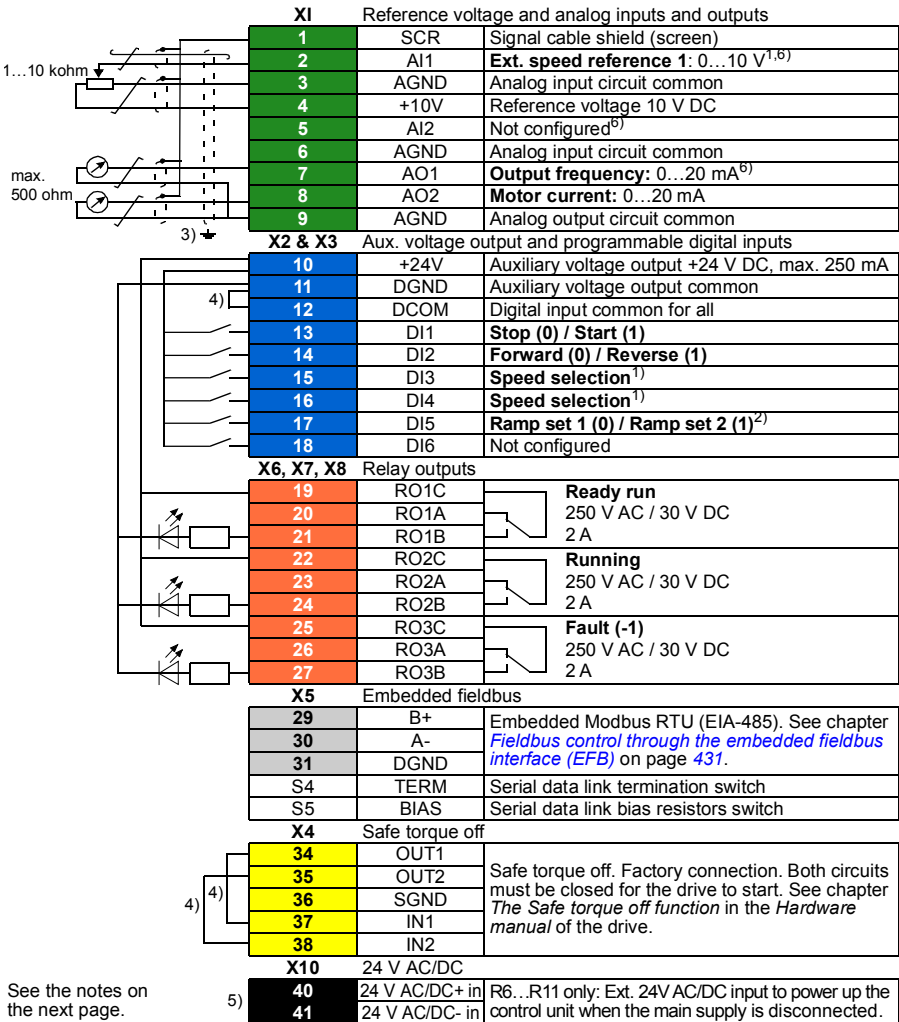 XI Reference voltage and analog inputs and outputs
1 SCR Signal cable shield (screen)
2 AI1 Ext. speed reference 1: 0…10 V1,6)
1…10 kohm
3 AGND Analog input circuit common
4 +10V Reference voltage 10 V DC
5 AI2 Not configured6)
6 AGND Analog input circuit common
7 AO1 Output frequency: 0…20 mA6)
max.
500 ohm
8 AO2 Motor current: 0…20 mA
9 AGND Analog output circuit common
3)
X2 & X3 Aux. voltage output and programmable digital inputs
10 +24V Auxiliary voltage output +24 V DC, max. 250 mA
11 DGND Auxiliary voltage output common
4)
12 DCOM Digital input common for all
13 DI1 Stop (0) / Start (1)
14 DI2 Forward (0) / Reverse (1)
15 DI3 Speed selection1)
16 DI4 Speed selection1)
17 DI5 Ramp set 1 (0) / Ramp set 2 (1)2)
18 DI6 Not configured
X6, X7, X8 Relay outputs
19 RO1C Ready run
20 RO1A 250 V AC / 30 V DC
21 RO1B 2 A
22 RO2C Running
23 RO2A 250 V AC / 30 V DC
24 RO2B 2 A
25 RO3C Fault (-1)
26 RO3A 250 V AC / 30 V DC
27 RO3B 2 A
X5 Embedded fieldbus
29 B+ Embedded Modbus RTU (EIA-485). See chapter
30 A- Fieldbus control through the embedded fieldbus
31 DGND interface (EFB) on page 431.
S4 TERM Serial data link termination switch
S5 BIAS Serial data link bias resistors switch
X4 Safe torque off
34 OUT1
35 OUT2 Safe torque off. Factory connection. Both circuits
4) 4) 36 SGND must be closed for the drive to start. See chapter
37 IN1 The Safe torque off function in the Hardware
38 IN2 manual of the drive.
X10 24 V AC/DC
See the notes on
the next page.
5)
40 24 V AC/DC+ in R6…R11 only: Ext. 24V AC/DC input to power up the
41 24 V AC/DC- in control unit when the main supply is disconnected.